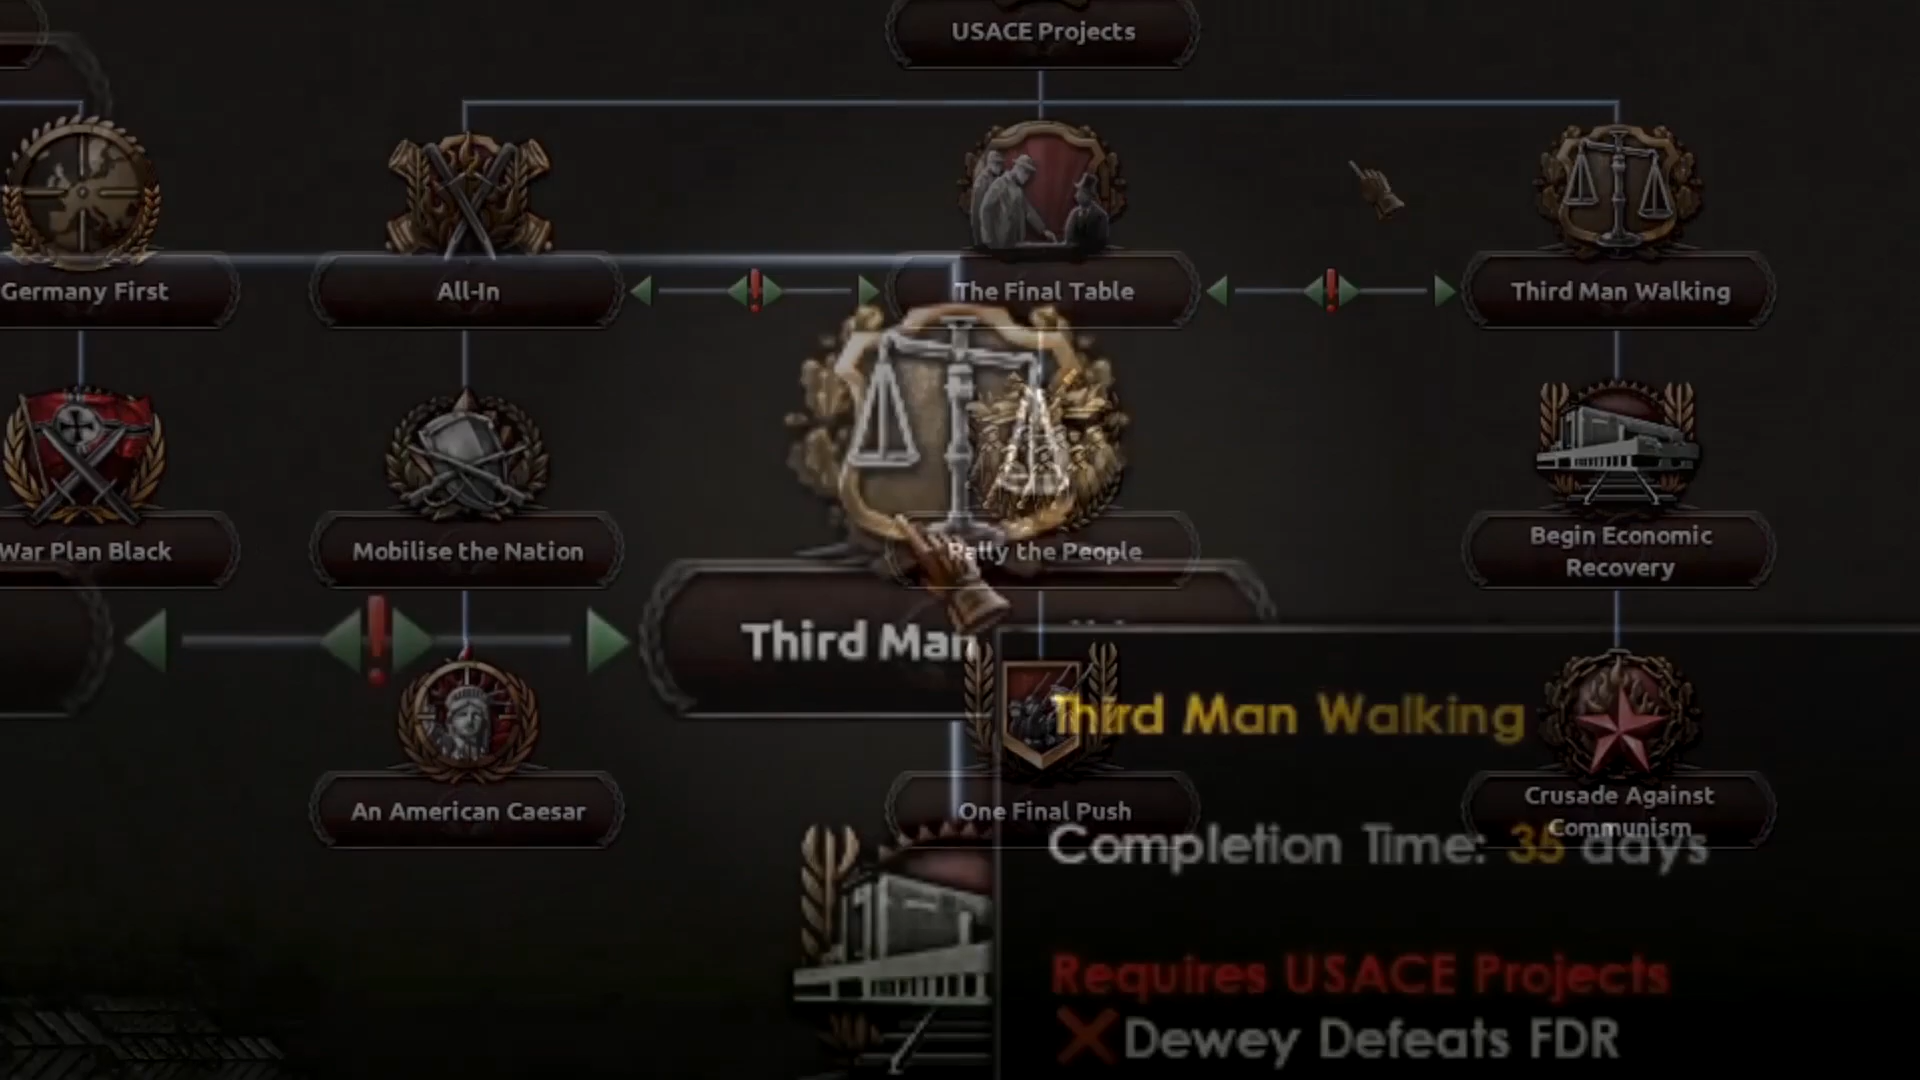 USACE Projects
Germany First
All-In
The Final Table
Third Man Walking
War Plan Black
Mobilise the Nation
Rally the People
Begin Economic
Recovery
Third Man
Third Man Walking
An American Caesar
One Final Push
Crusade Against
Communism
Completion Time: 35 days
Requires USACE Projects
Dewey Defeats FDR